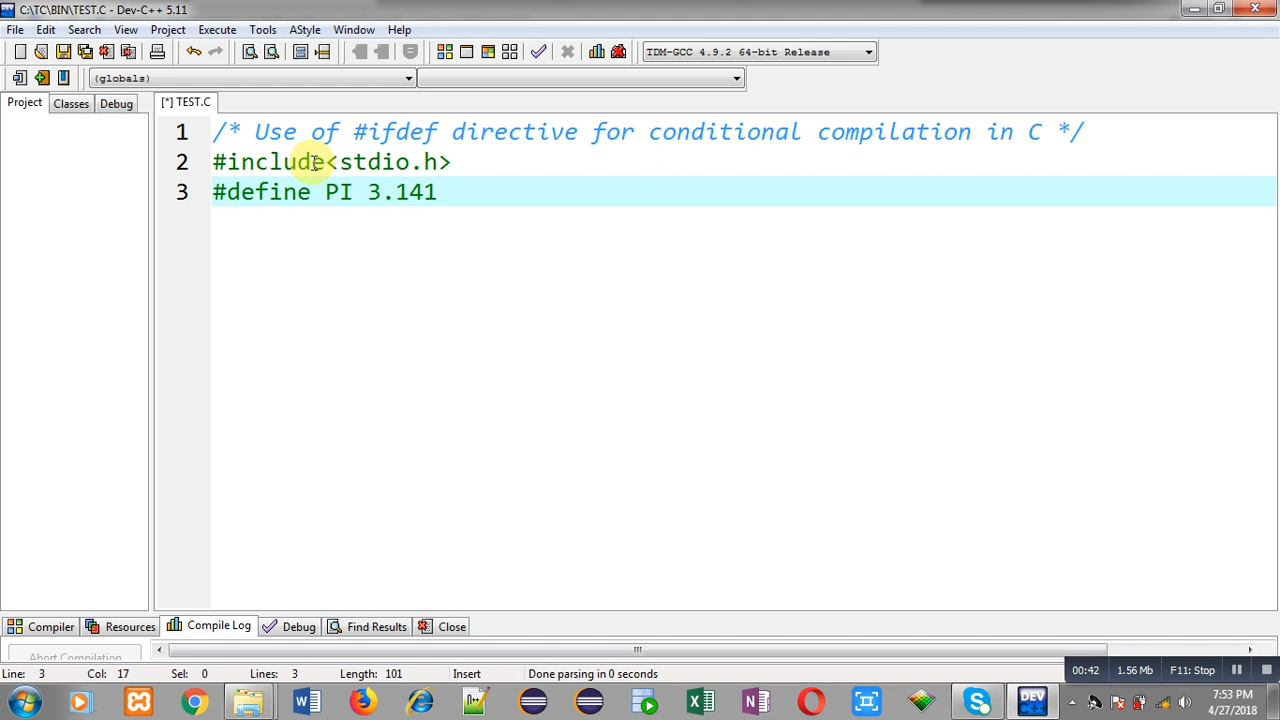 C:\TC\BIN\TEST.C - Dev-C++ 5.11
File Edit Search View Project Execute Tools AStyle Window Help
TDM-GCC 4.9.2 64-bit Release
(globals)
Project Classes Debug [*] TEST.C
1 /* Use of #ifdef directive for conditional compilation in C */
2 #include<stdio.h>
3 #define PI 3.141
Compiler Resources Compile Log Debug Find Results Close
Abort Compilation
Line: 3 Col: 17 Sel: 0 Lines: 3 Length: 101 Insert Done parsing in 0 seconds
00:42 1.56 Mb F11: Stop
7:53 PM
4/27/2018